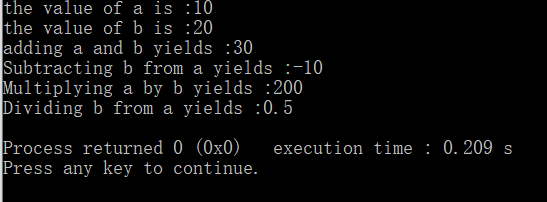 the value of a is :10
the value of b is :20
adding a and b yields :30
Subtracting b from a yields :-10
Multiplying a by b yields :200
Dividing b from a yields :0.5
Process returned 0 (0x0)   execution time : 0.209 s
Press any key to continue.